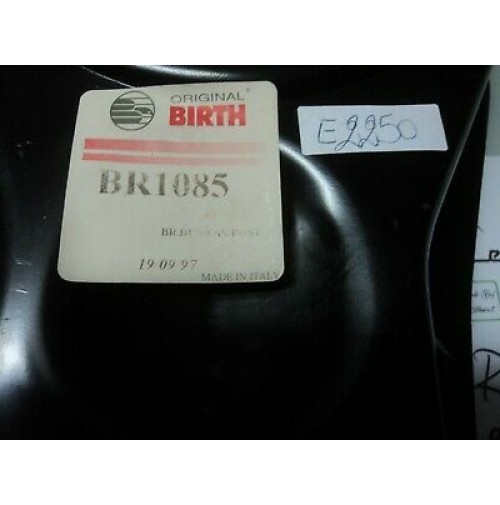 ORIGINAL
BIRTH®
E2250
BR1085
19.09.97
MADE IN ITALY